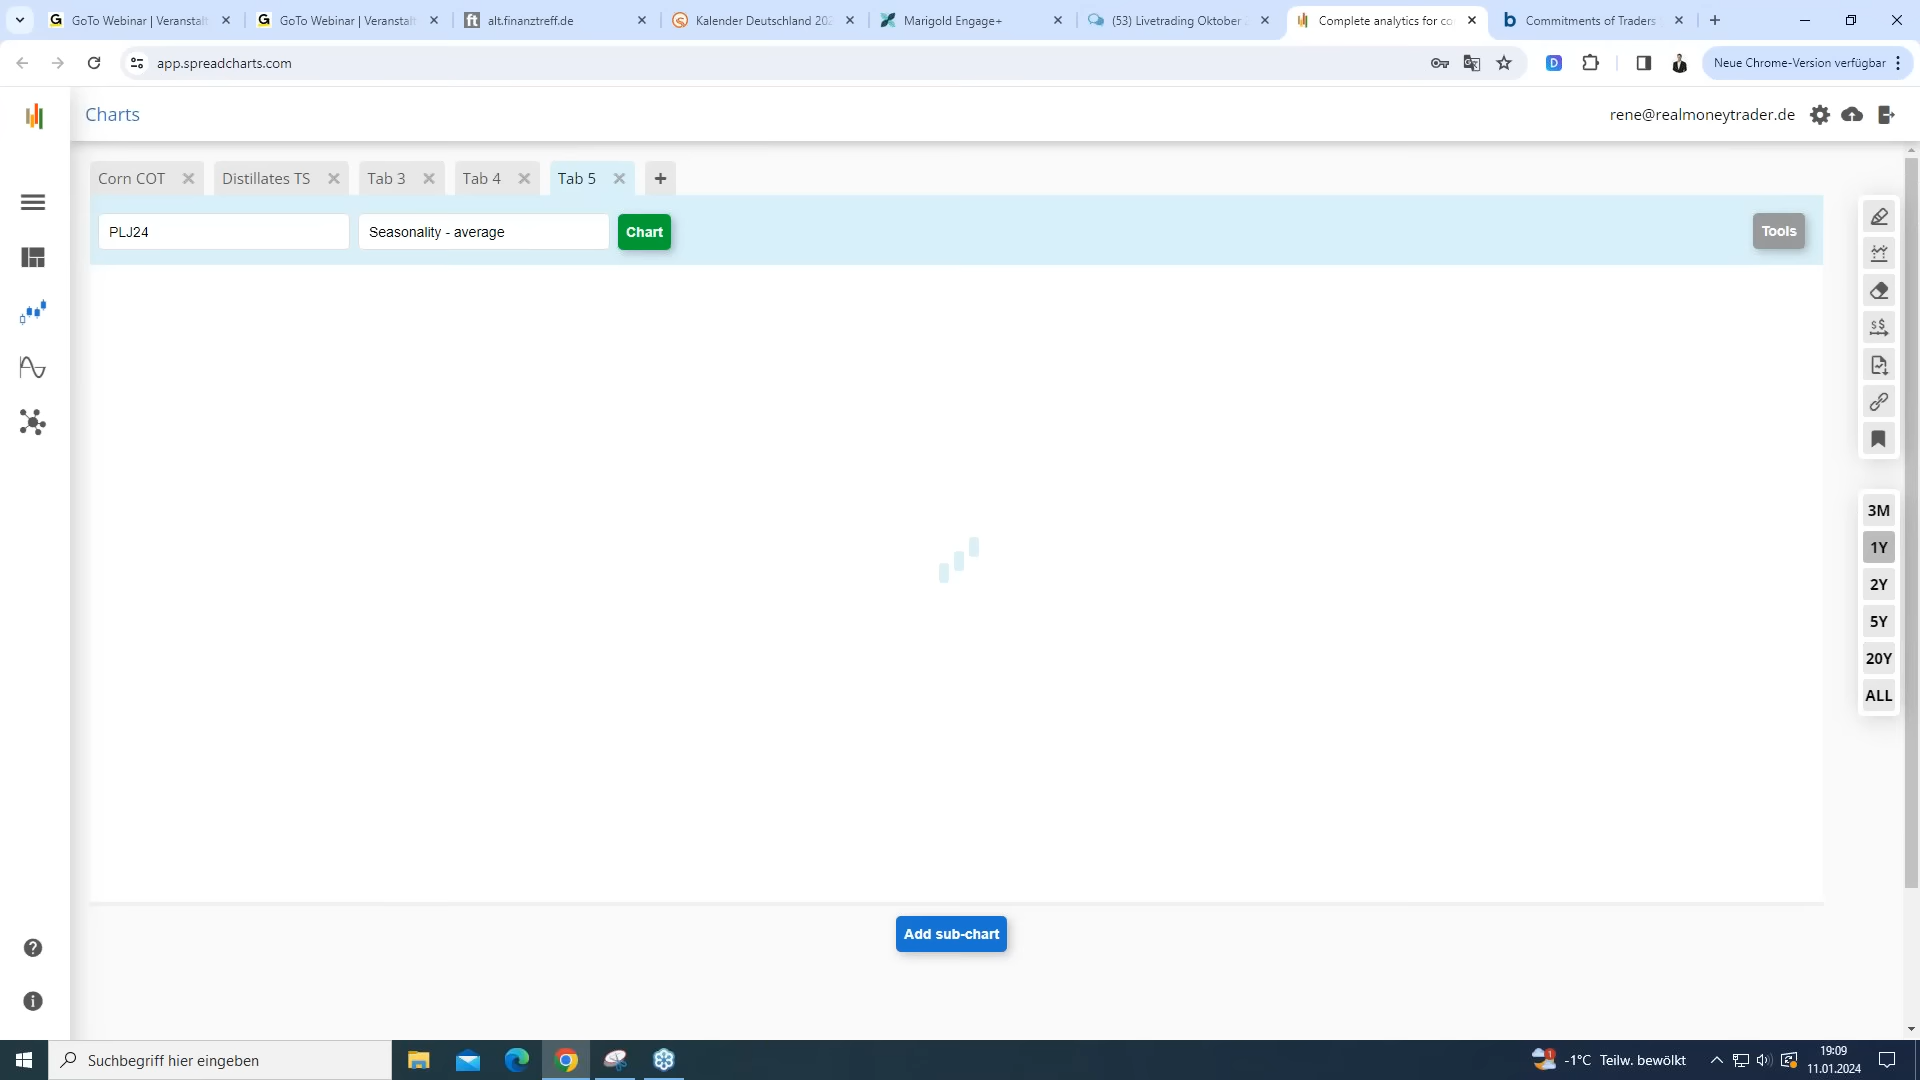 GoTo Webinar | Veranstalt
GoTo Webinar | Veranstalt
alt.finanztreff.de
Kalender Deutschland 202
Marigold Engage+
(53) Livetrading Oktober 2
Complete analytics for co
Commitments of Traders
app.spreadcharts.com
Neue Chrome-Version verfügbar
Charts
rene@realmoneytrader.de
Corn COT
Distillates TS
Tab 3
Tab 4
Tab 5
+
PLJ24
Seasonality - average
Chart
Tools
3M
1Y
2Y
5Y
20Y
ALL
Add sub-chart
Suchbegriff hier eingeben
-1°C Teilw. bewölkt
19:09
11.01.2024